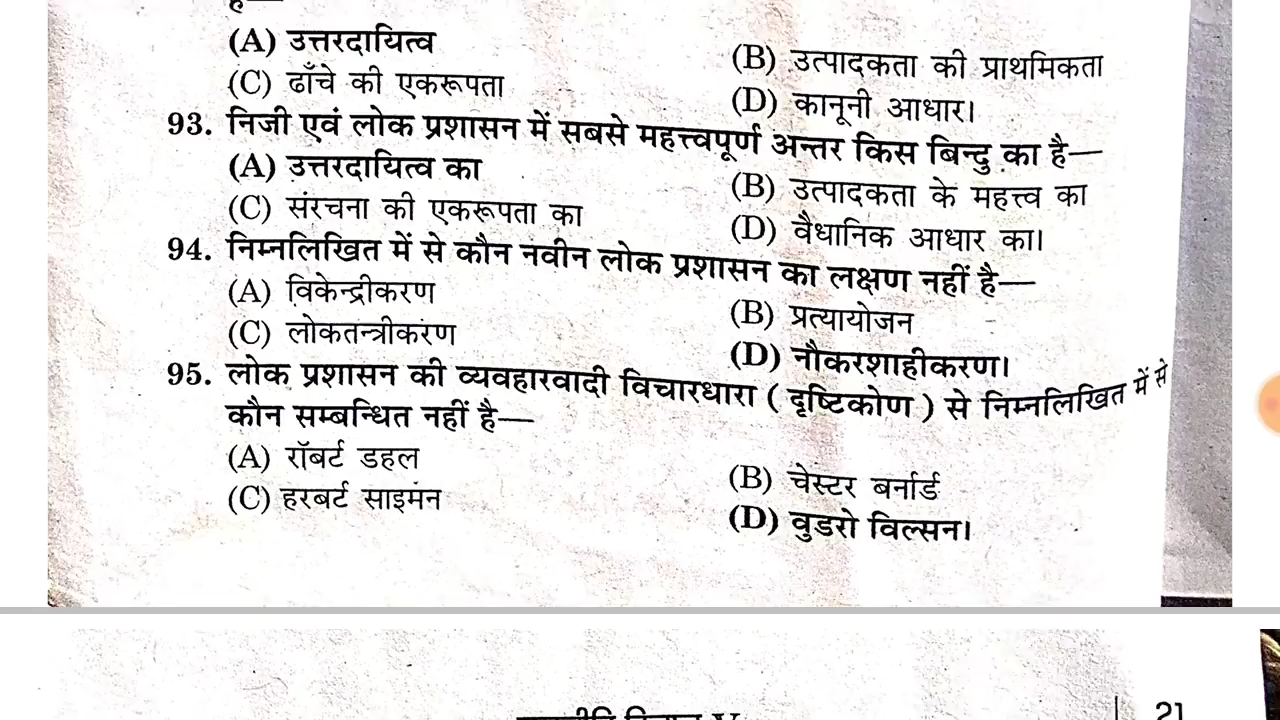 है—
(A) उत्तरदायित्व (B) उत्पादकता की प्राथमिकता
(C) ढाँचे की एकरूपता (D) कानूनी आधार।
93. निजी एवं लोक प्रशासन में सबसे महत्त्वपूर्ण अन्तर किस बिन्दु का है—
(A) उत्तरदायित्व का (B) उत्पादकता के महत्त्व का
(C) संरचना की एकरूपता का (D) वैधानिक आधार का।
94. निम्नलिखित में से कौन नवीन लोक प्रशासन का लक्षण नहीं है—
(A) विकेन्द्रीकरण (B) प्रत्यायोजन
(C) लोकतन्त्रीकरण (D) नौकरशाहीकरण।
95. लोक प्रशासन की व्यवहारवादी विचारधारा ( दृष्टिकोण ) से निम्नलिखित में से
कौन सम्बन्धित नहीं है—
(A) रॉबर्ट डहल (B) चेस्टर बर्नार्ड
(C) हरबर्ट साइमन (D) वुडरो विल्सन।
21